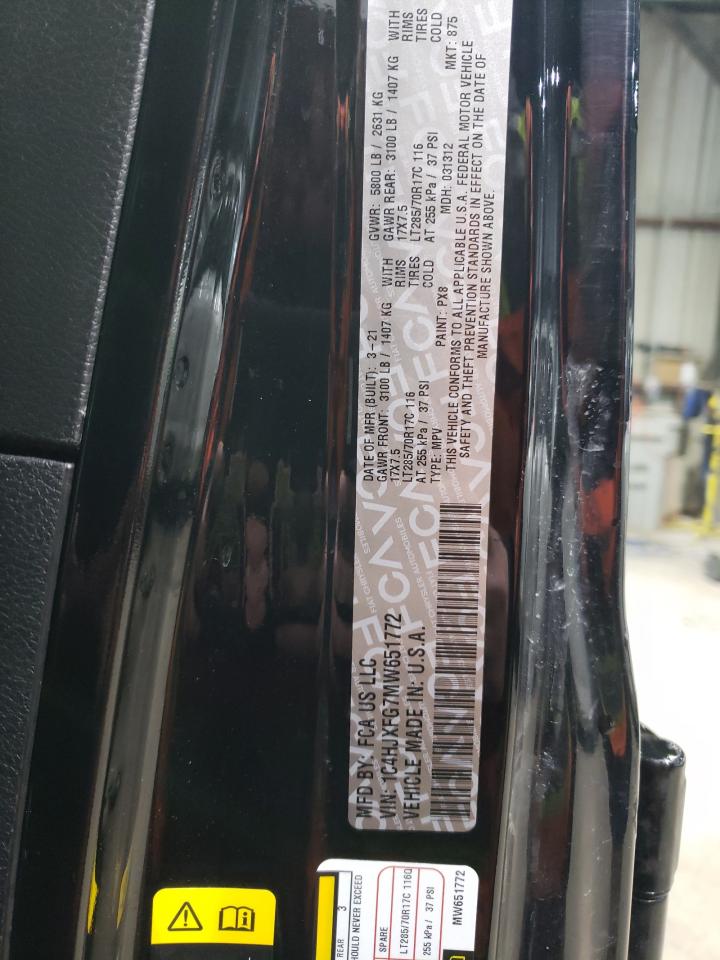 MFD BY: FCA US LLC
DATE OF MFR (BUILT): 3-21
GVWR: 5800 LB / 2631 KG
VIN: 1C4HJXFG7MW651772
GAWR FRONT: 3100 LB / 1407 KG WITH
GAWR REAR: 3100 LB / 1407 KG WITH
VEHICLE MADE IN: U.S.A.
17X7.5 RIMS
17X7.5 RIMS
LT285/70R17C 116 TIRES
LT285/70R17C 116 TIRES
AT 255 kPa / 37 PSI COLD
AT 255 kPa / 37 PSI COLD
TYPE: MPV
PAINT: PX8
MDH: 031312
MKT: 875
THIS VEHICLE CONFORMS TO ALL APPLICABLE U.S.A. FEDERAL MOTOR VEHICLE
SAFETY AND THEFT PREVENTION STANDARDS IN EFFECT ON THE DATE OF
MANUFACTURE SHOWN ABOVE.
REAR 3
SHOULD NEVER EXCEED
SPARE
LT285/70R17C 116Q
255 kPa / 37 PSI
MW651772